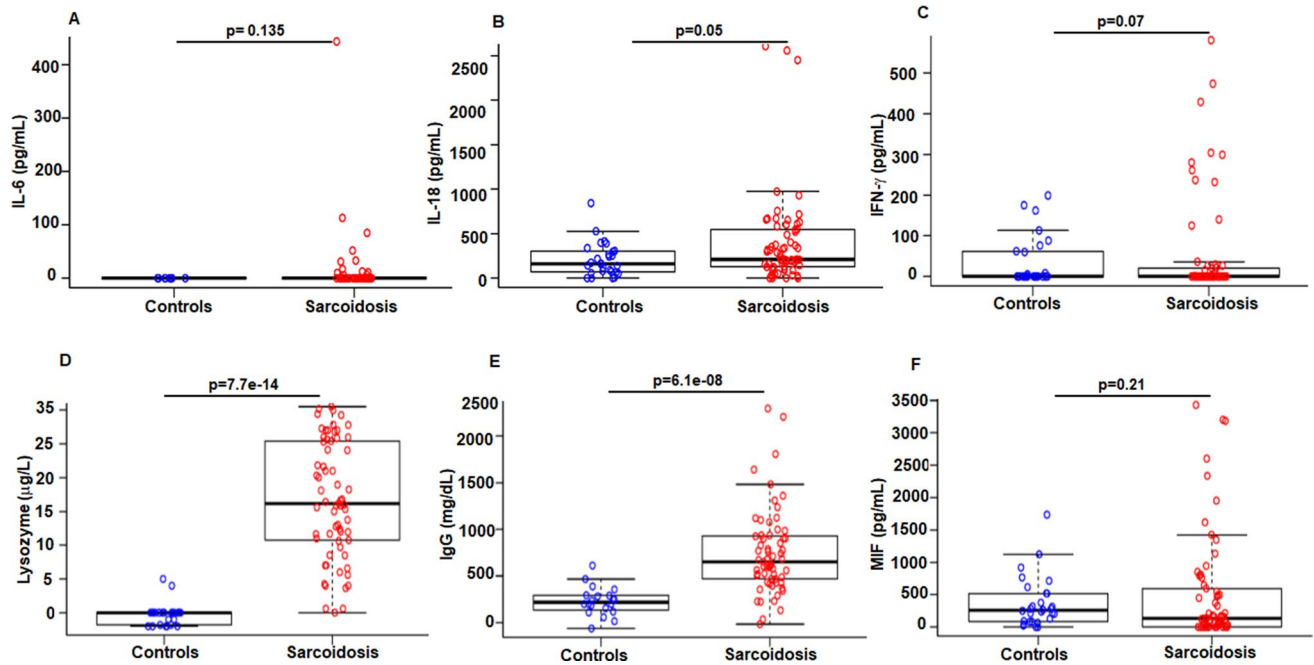 A
p= 0.135
IL-6 (pg/mL)
400
300
200
100
0
Controls
Sarcoidosis
B
p=0.05
IL-18 (pg/mL)
2500
2000
1500
1000
500
0
Controls
Sarcoidosis
C
p=0.07
IFN-γ (pg/mL)
500
400
300
200
100
0
Controls
Sarcoidosis
D
p=7.7e-14
Lysozyme (µg/L)
35
25
15
10
5
0
Controls
Sarcoidosis
E
p=6.1e-08
IgG (mg/dL)
2500
2000
1000
500
0
Controls
Sarcoidosis
F
p=0.21
MIF (pg/mL)
3500
3000
2500
2000
1500
1000
500
0
Controls
Sarcoidosis